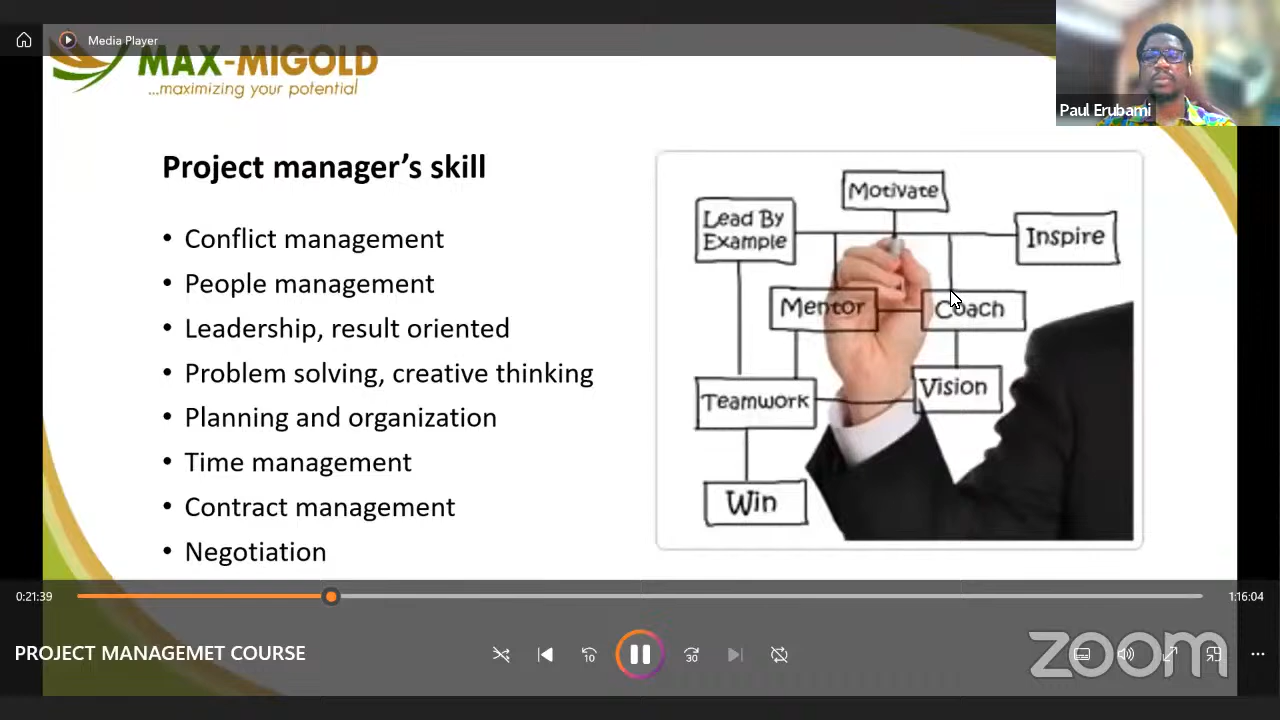 Media Player
MAX-MIGOLD
...maximizing your potential
Paul Erubami
Project manager's skill
• Conflict management
• People management
• Leadership, result oriented
• Problem solving, creative thinking
• Planning and organization
• Time management
• Contract management
• Negotiation
Motivate
Lead By
Example
Inspire
Mentor
Coach
Teamwork
Vision
Win
0:21:39
1:16:04
PROJECT MANAGEMET COURSE
10
30
zoom